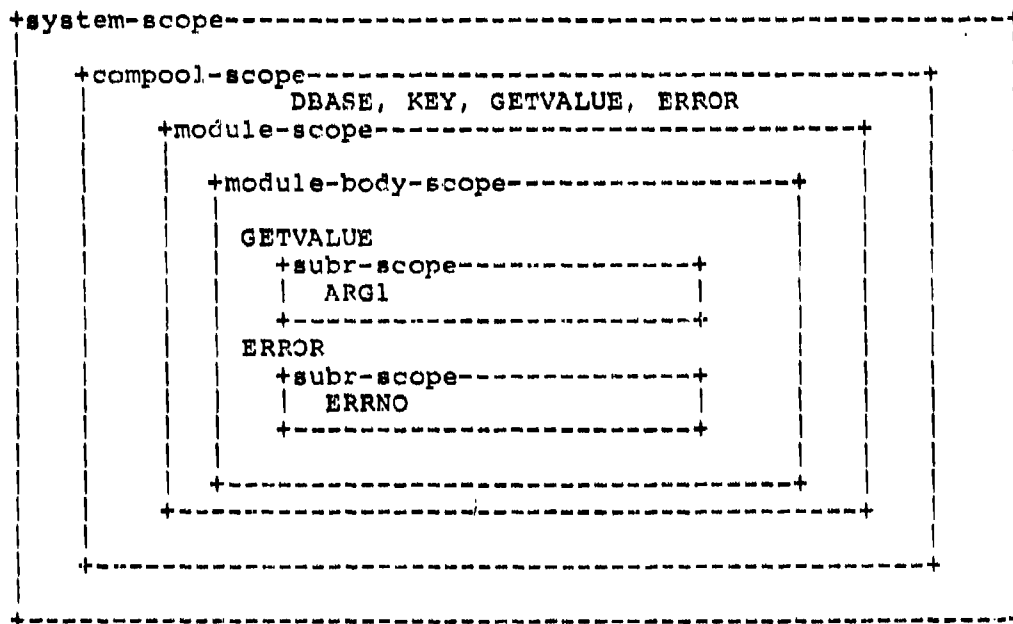 system-scope
compool-scope
DBASE, KEY, GETVALUE, ERROR
module-scope
module-body-scope
GETVALUE
subr-scope
ARG1
ERROR
subr-scope
ERRNO